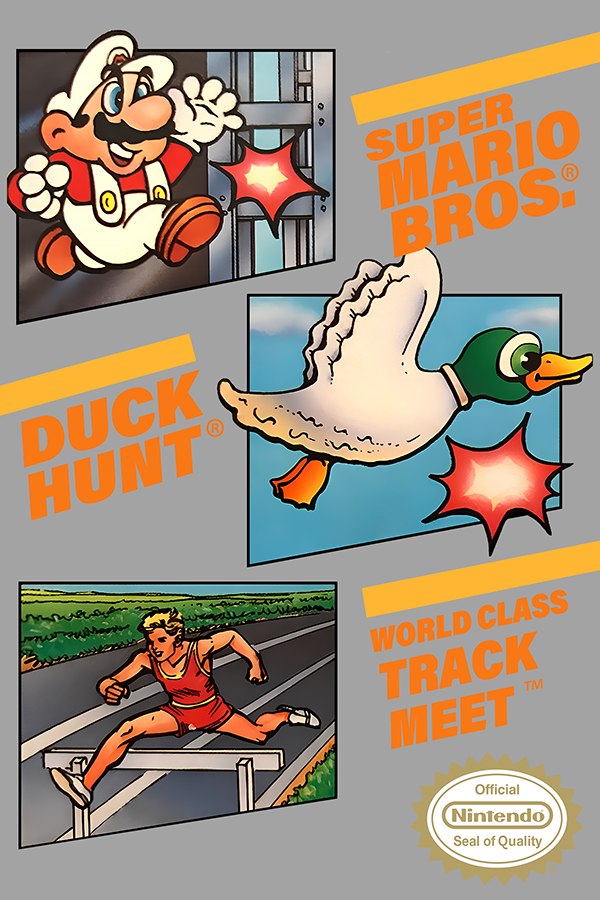 SUPER
MARIO
BROS.®
DUCK
HUNT®
WORLD CLASS
TRACK
MEET™
Official
Nintendo®
Seal of Quality